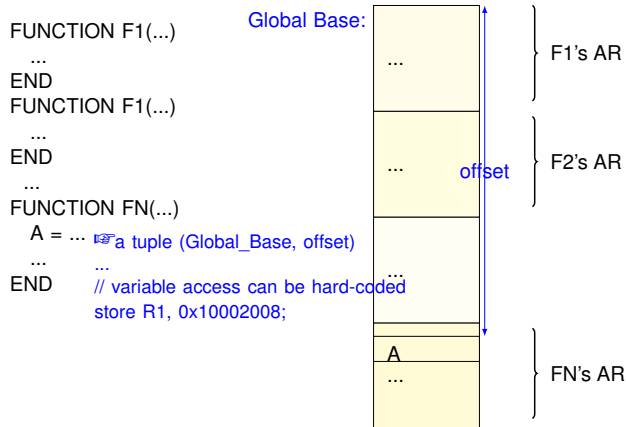 FUNCTION F1(...)
...
END
FUNCTION F1(...)
...
END
...
FUNCTION FN(...)
A = ... ☞a tuple (Global_Base, offset)
... ...
END // variable access can be hard-coded
store R1, 0x10002008;
Global Base:
...
...
offset
...
A
...
F1's AR
F2's AR
FN's AR